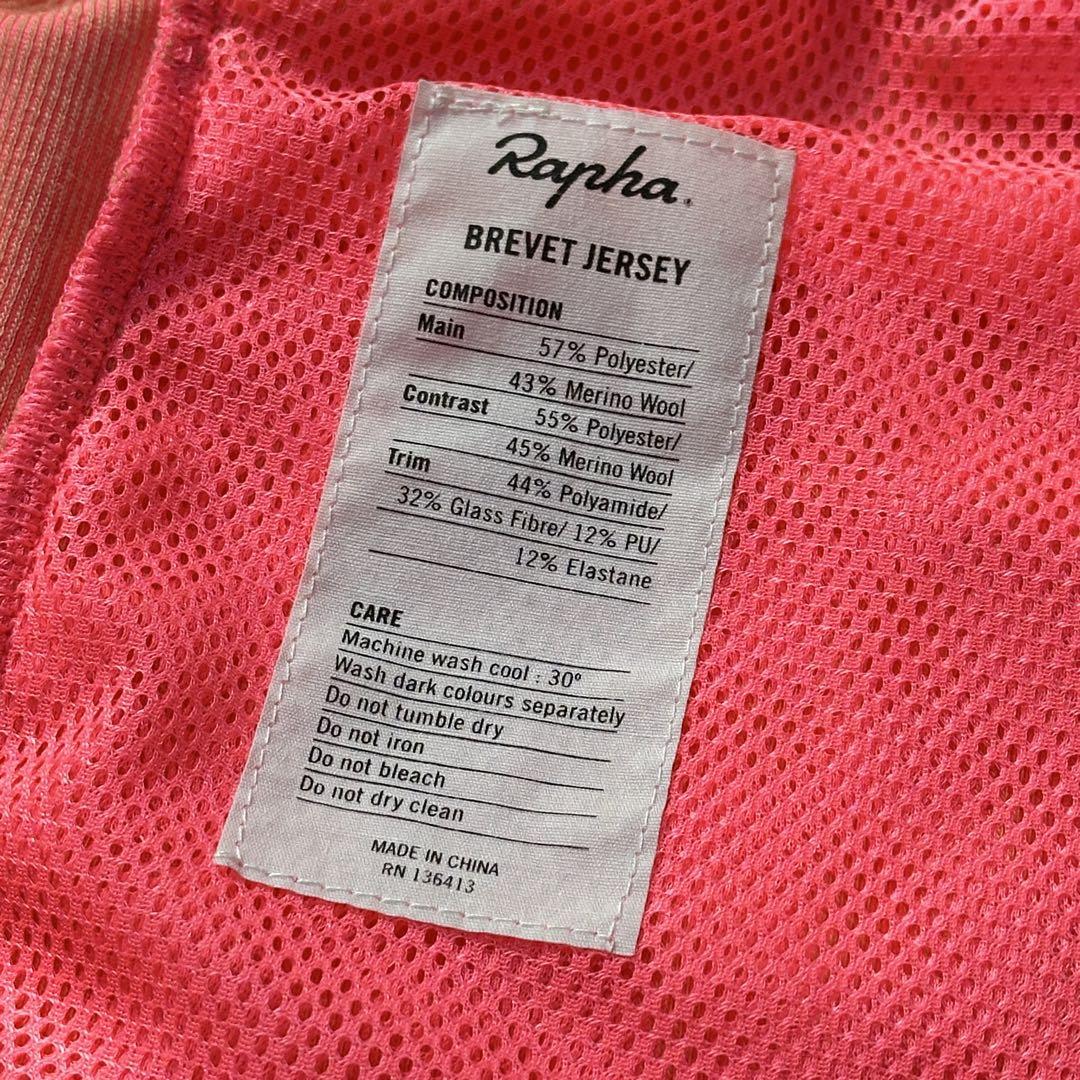 Rapha.
BREVET JERSEY
COMPOSITION
Main 57% Polyester/
43% Merino Wool
Contrast 55% Polyester/
45% Merino Wool
Trim 44% Polyamide/
32% Glass Fibre/ 12% PU/
12% Elastane
CARE
Machine wash cool : 30°
Wash dark colours separately
Do not tumble dry
Do not iron
Do not bleach
Do not dry clean
MADE IN CHINA
RN 136413